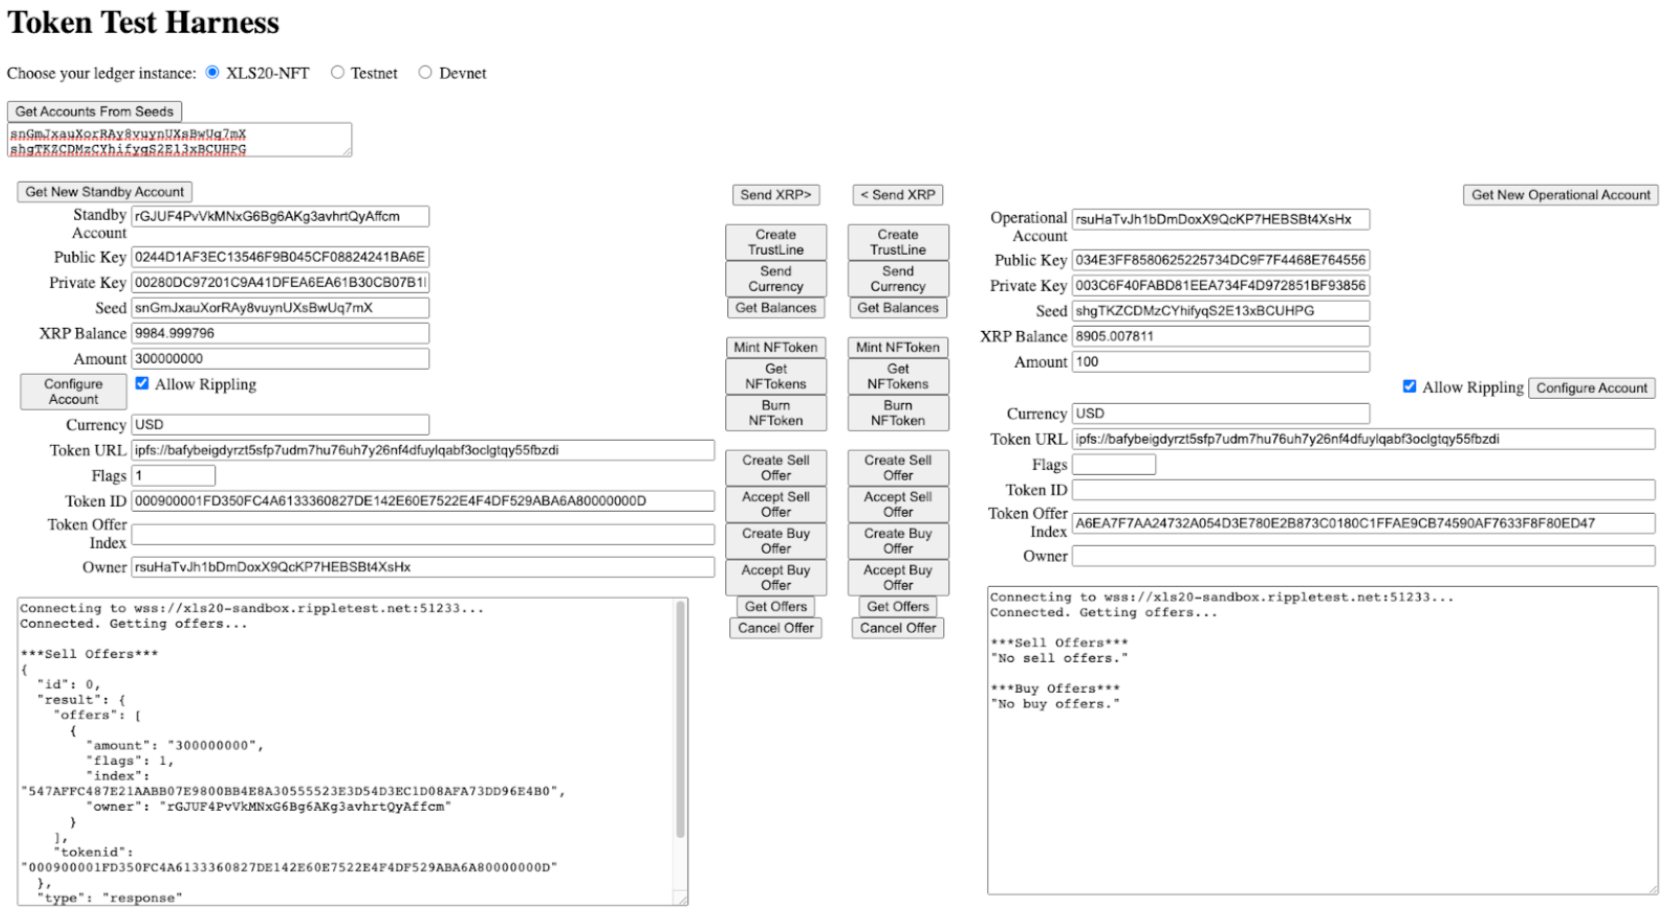 Token Test Harness
Choose your ledger instance: XLS20-NFT Testnet Devnet
Get Accounts From Seeds
snGmJxauXorRAy8vuynUXsBwUq7mX
shgTKZCDMzCYhifyqS2E13xBCUHPG
Get New Standby Account
Standby Account rGJUF4PvVkMNxG6Bg6AKg3avhrtQyAffcm
Public Key 0244D1AF3EC13546F9B045CF08824241BA6E
Private Key 00280DC97201C9A41DFEA6EA61B30CB07B1
Seed snGmJxauXorRAy8vuynUXsBwUq7mX
XRP Balance 9984.999796
Amount 300000000
Configure Account Allow Rippling
Currency USD
Token URL ipfs://bafybeigdyrzt5sfp7udm7hu76uh7y26nf4dfuylqabf3oclgtqy55fbzdi
Flags 1
Token ID 000900001FD350FC4A6133360827DE142E60E7522E4F4DF529ABA6A80000000D
Token Offer Index
Owner rsuHaTvJh1bDmDoxX9QcKP7HEBSBt4XsHx
Connecting to wss://xls20-sandbox.rippletest.net:51233...
Connected. Getting offers...
***Sell Offers***
{
"id": 0,
"result": {
"offers": [
{
"amount": "300000000",
"flags": 1,
"index":
"547AFFC487E21AABB07E9800BB4E8A30555523E3D54D3EC1D08AFA73DD96E4B0",
"owner": "rGJUF4PvVkMNxG6Bg6AKg3avhrtQyAffcm"
}
],
"tokenid":
"000900001FD350FC4A6133360827DE142E60E7522E4F4DF529ABA6A80000000D"
},
"type": "response"
Send XRP> < Send XRP
Create TrustLine Create TrustLine
Send Currency Send Currency
Get Balances Get Balances
Mint NFToken Mint NFToken
Get NFTokens Get NFTokens
Burn NFToken Burn NFToken
Create Sell Offer Create Sell Offer
Accept Sell Offer Accept Sell Offer
Create Buy Offer Create Buy Offer
Accept Buy Offer Accept Buy Offer
Get Offers Get Offers
Cancel Offer Cancel Offer
Get New Operational Account
Operational Account rsuHaTvJh1bDmDoxX9QcKP7HEBSBt4XsHx
Public Key 034E3FF8580625225734DC9F7F4468E764556
Private Key 003C6F40FABD81EEA734F4D972851BF93856
Seed shgTKZCDMzCYhifyqS2E13xBCUHPG
XRP Balance 8905.007811
Amount 100
Allow Rippling Configure Account
Currency USD
Token URL ipfs://bafybeigdyrzt5sfp7udm7hu76uh7y26nf4dfuylqabf3oclgtqy55fbzdi
Flags
Token ID
Token Offer Index A6EA7F7AA24732A054D3E780E2B873C0180C1FFAE9CB74590AF7633F8F80ED47
Owner
Connecting to wss://xls20-sandbox.rippletest.net:51233...
Connected. Getting offers...
***Sell Offers***
"No sell offers."
***Buy Offers***
"No buy offers."